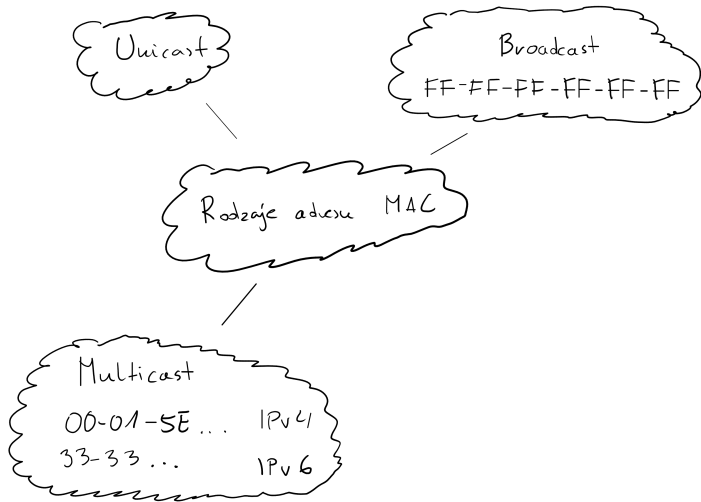 Unicast
Broadcast
FF-FF-FF-FF-FF-FF
Rodzaje adresu MAC
Multicast
00-01-5E... IPv4
33-33... IPv6